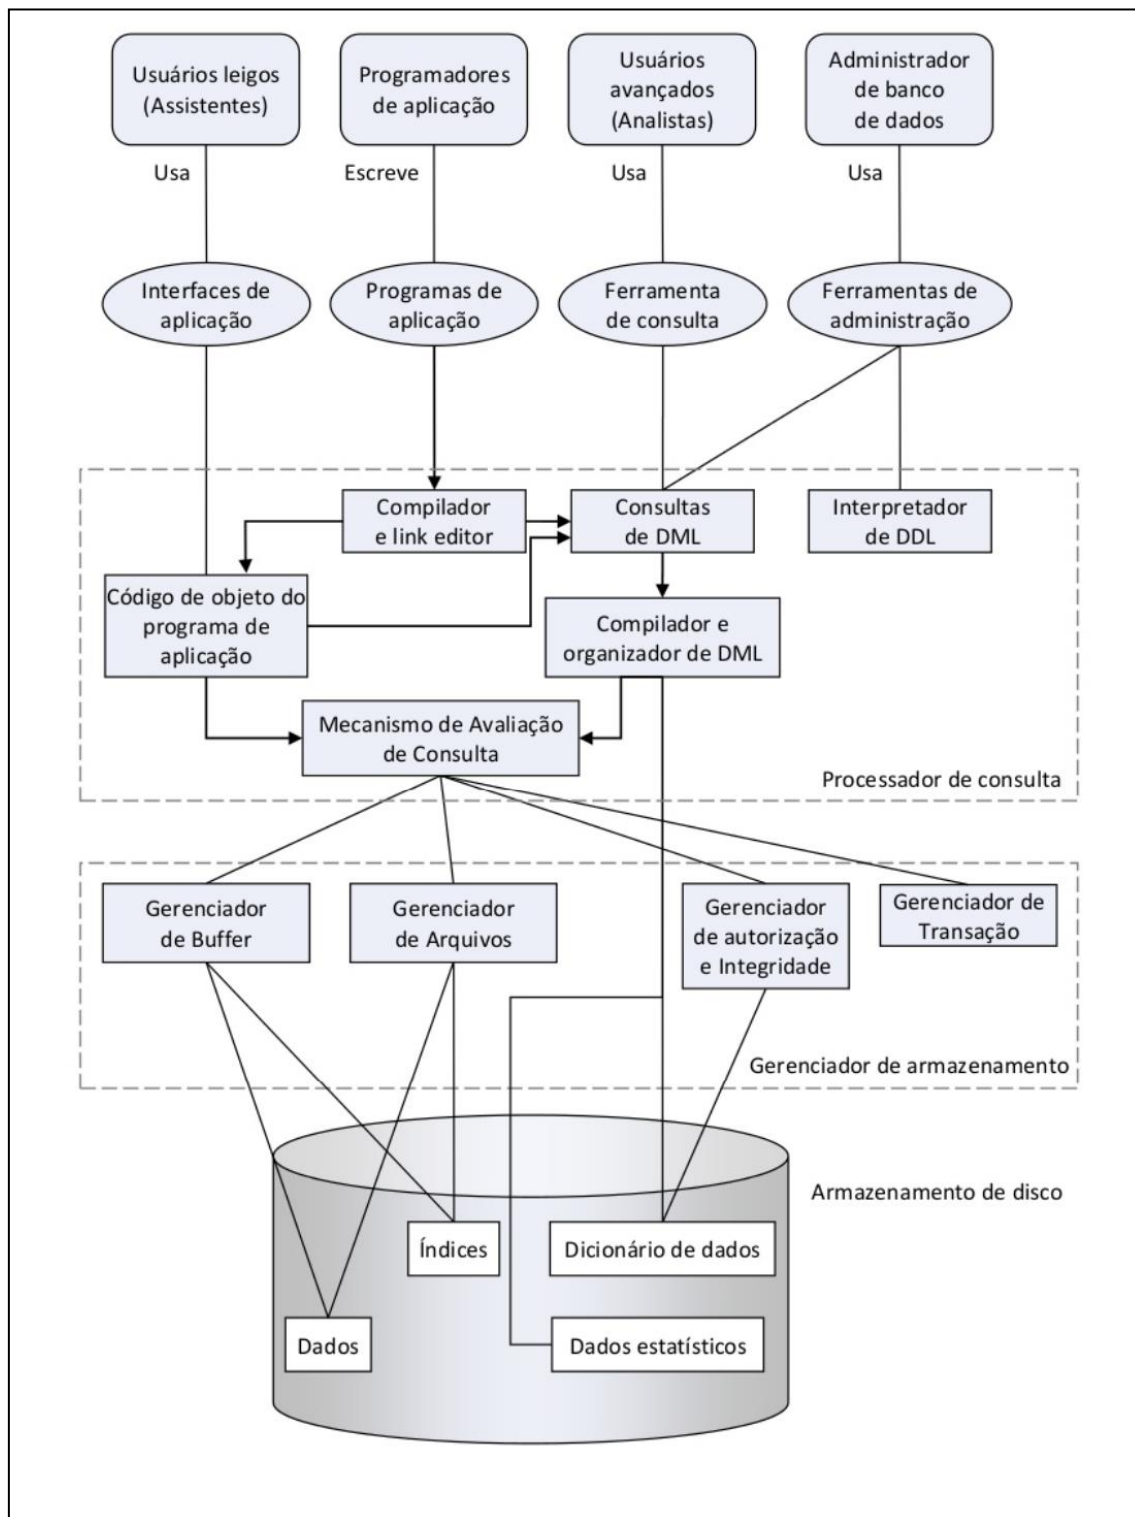 Usuários leigos
(Assistentes)
Programadores
de aplicação
Usuários
avançados
(Analistas)
Administrador
de banco
de dados
Usa
Escreve
Usa
Usa
Interfaces de
aplicação
Programas de
aplicação
Ferramenta
de consulta
Ferramentas de
administração
Compilador
e link editor
Consultas
de DML
Interpretador
de DDL
Código de objeto do
programa de
aplicação
Compilador e
organizador de DML
Mecanismo de Avaliação
de Consulta
Processador de consulta
Gerenciador
de Buffer
Gerenciador
de Arquivos
Gerenciador
de autorização
e Integridade
Gerenciador de
Transação
Gerenciador de armazenamento
Armazenamento de disco
Índices
Dicionário de dados
Dados
Dados estatísticos